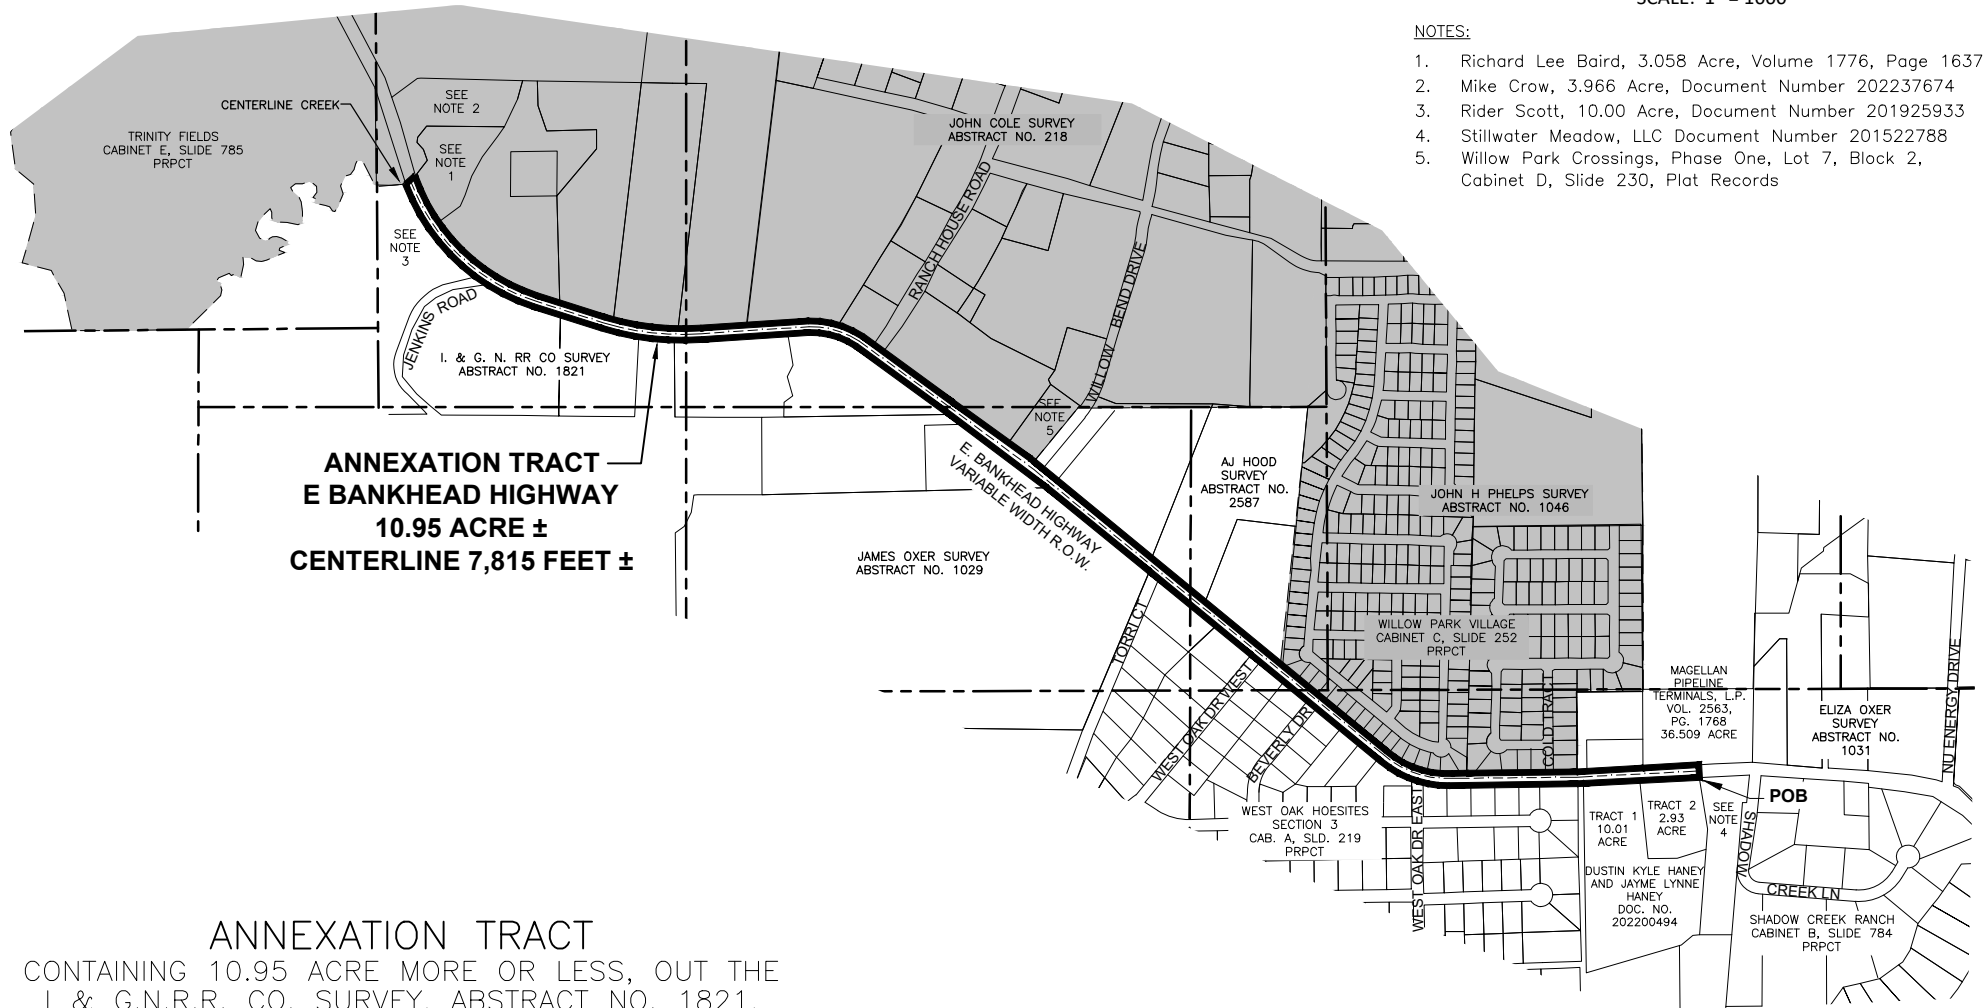 SCALE: 1" = 1000'
NOTES:
1. Richard Lee Baird, 3.058 Acre, Volume 1776, Page 1637
2. Mike Crow, 3.966 Acre, Document Number 202237674
3. Rider Scott, 10.00 Acre, Document Number 201925933
4. Stillwater Meadow, LLC Document Number 201522788
5. Willow Park Crossings, Phase One, Lot 7, Block 2,
Cabinet D, Slide 230, Plat Records
CENTERLINE CREEK
SEE
NOTE 2
TRINITY FIELDS
CABINET E, SLIDE 785
PRPCT
SEE
NOTE
1
JOHN COLE SURVEY
ABSTRACT NO. 218
SEE
NOTE
3
RANCH HOUSE ROAD
WILLOW BEND DRIVE
JENKINS ROAD
I. & G. N. RR CO SURVEY
ABSTRACT NO. 1821
SEE
NOTE
5
ANNEXATION TRACT
E BANKHEAD HIGHWAY
10.95 ACRE ±
CENTERLINE 7,815 FEET ±
E. BANKHEAD HIGHWAY
VARIABLE WIDTH R.O.W.
AJ HOOD
SURVEY
ABSTRACT NO.
2587
JOHN H PHELPS SURVEY
ABSTRACT NO. 1046
JAMES OXER SURVEY
ABSTRACT NO. 1029
TORRI CT
WILLOW PARK VILLAGE
CABINET C, SLIDE 252
PRPCT
WEST OAK DR WEST
BEVERLY DR
COLD TRACT
MAGELLAN
PIPELINE
TERMINALS, L.P.
VOL. 2563,
PG. 1768
36.509 ACRE
ELIZA OXER
SURVEY
ABSTRACT NO.
1031
NU ENERGY DRIVE
POB
WEST OAK HOESITES
SECTION 3
CAB. A, SLD. 219
PRPCT
WEST OAK DR EAST
TRACT 1
10.01
ACRE
TRACT 2
2.93
ACRE
SEE
NOTE
4
SHADOW
CREEK LN
DUSTIN KYLE HANEY
AND JAYME LYNNE
HANEY
DOC. NO.
202200494
SHADOW CREEK RANCH
CABINET B, SLIDE 784
PRPCT
ANNEXATION TRACT
CONTAINING 10.95 ACRE MORE OR LESS, OUT THE
I. & G.N.R.R. CO. SURVEY, ABSTRACT NO. 1821,